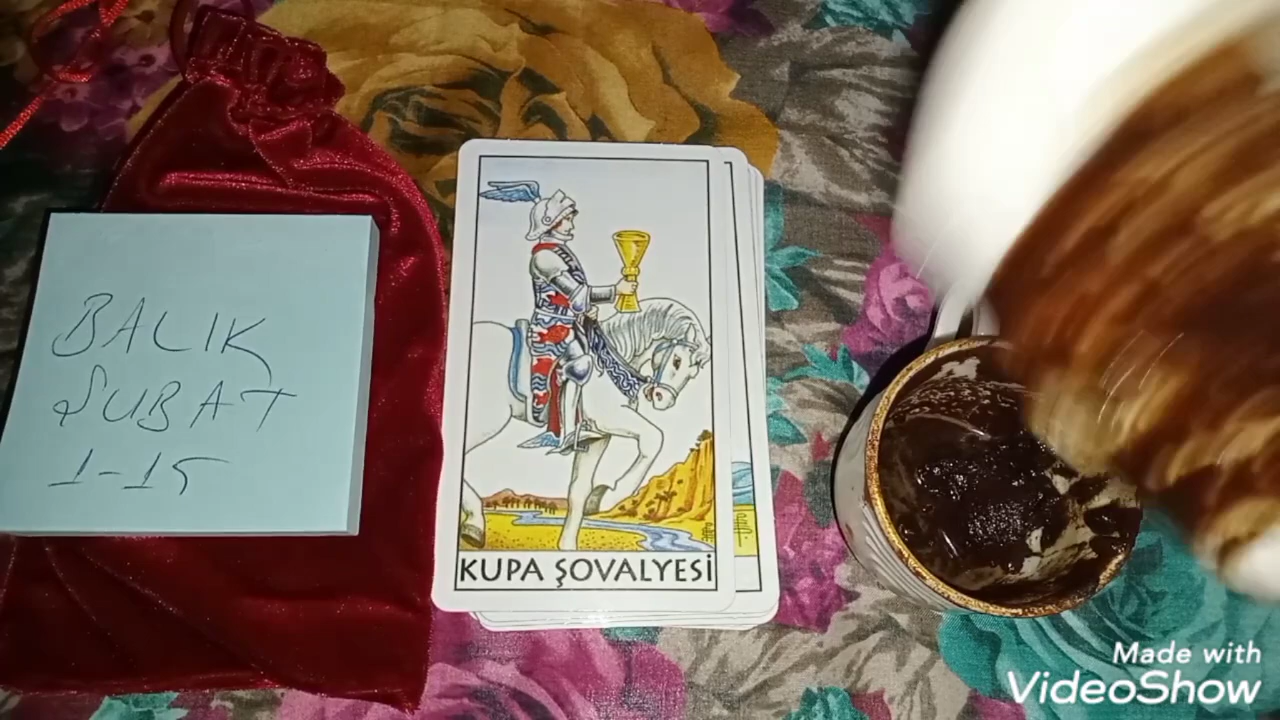 BALIK
ŞUBAT
1-15
KUPA ŞOVALYESİ
Made with
VideoShow